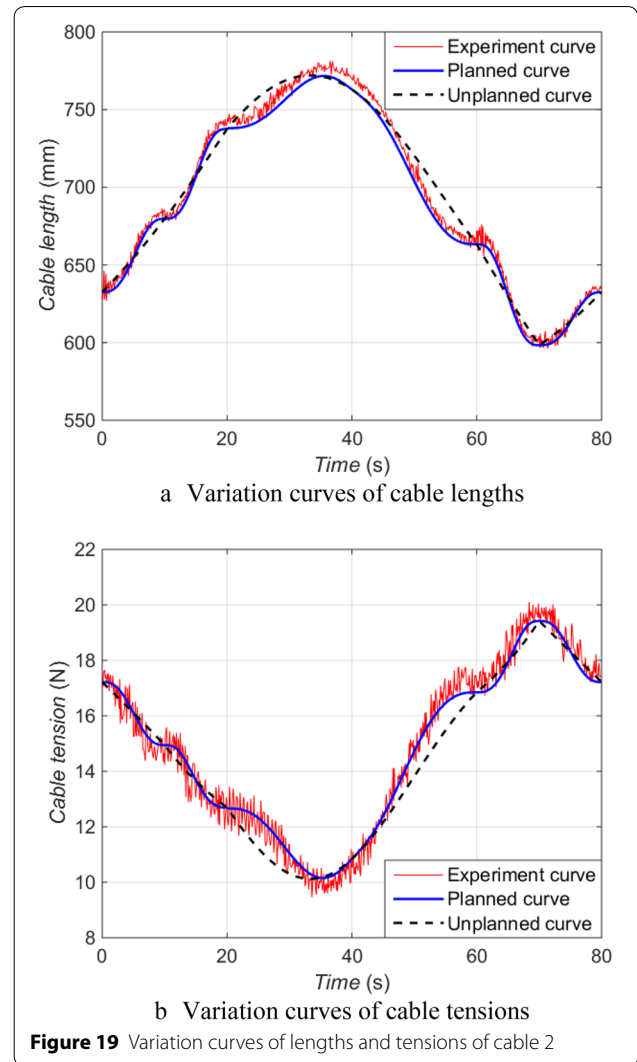 800
750
700
650
600
550
Cable length (mm)
Experiment curve
Planned curve
Unplanned curve
0 20 40 60 80
Time (s)
a Variation curves of cable lengths
22
20
18
16
14
12
10
8
Cable tension (N)
Experiment curve
Planned curve
Unplanned curve
0 20 40 60 80
Time (s)
b Variation curves of cable tensions
Figure 19 Variation curves of lengths and tensions of cable 2